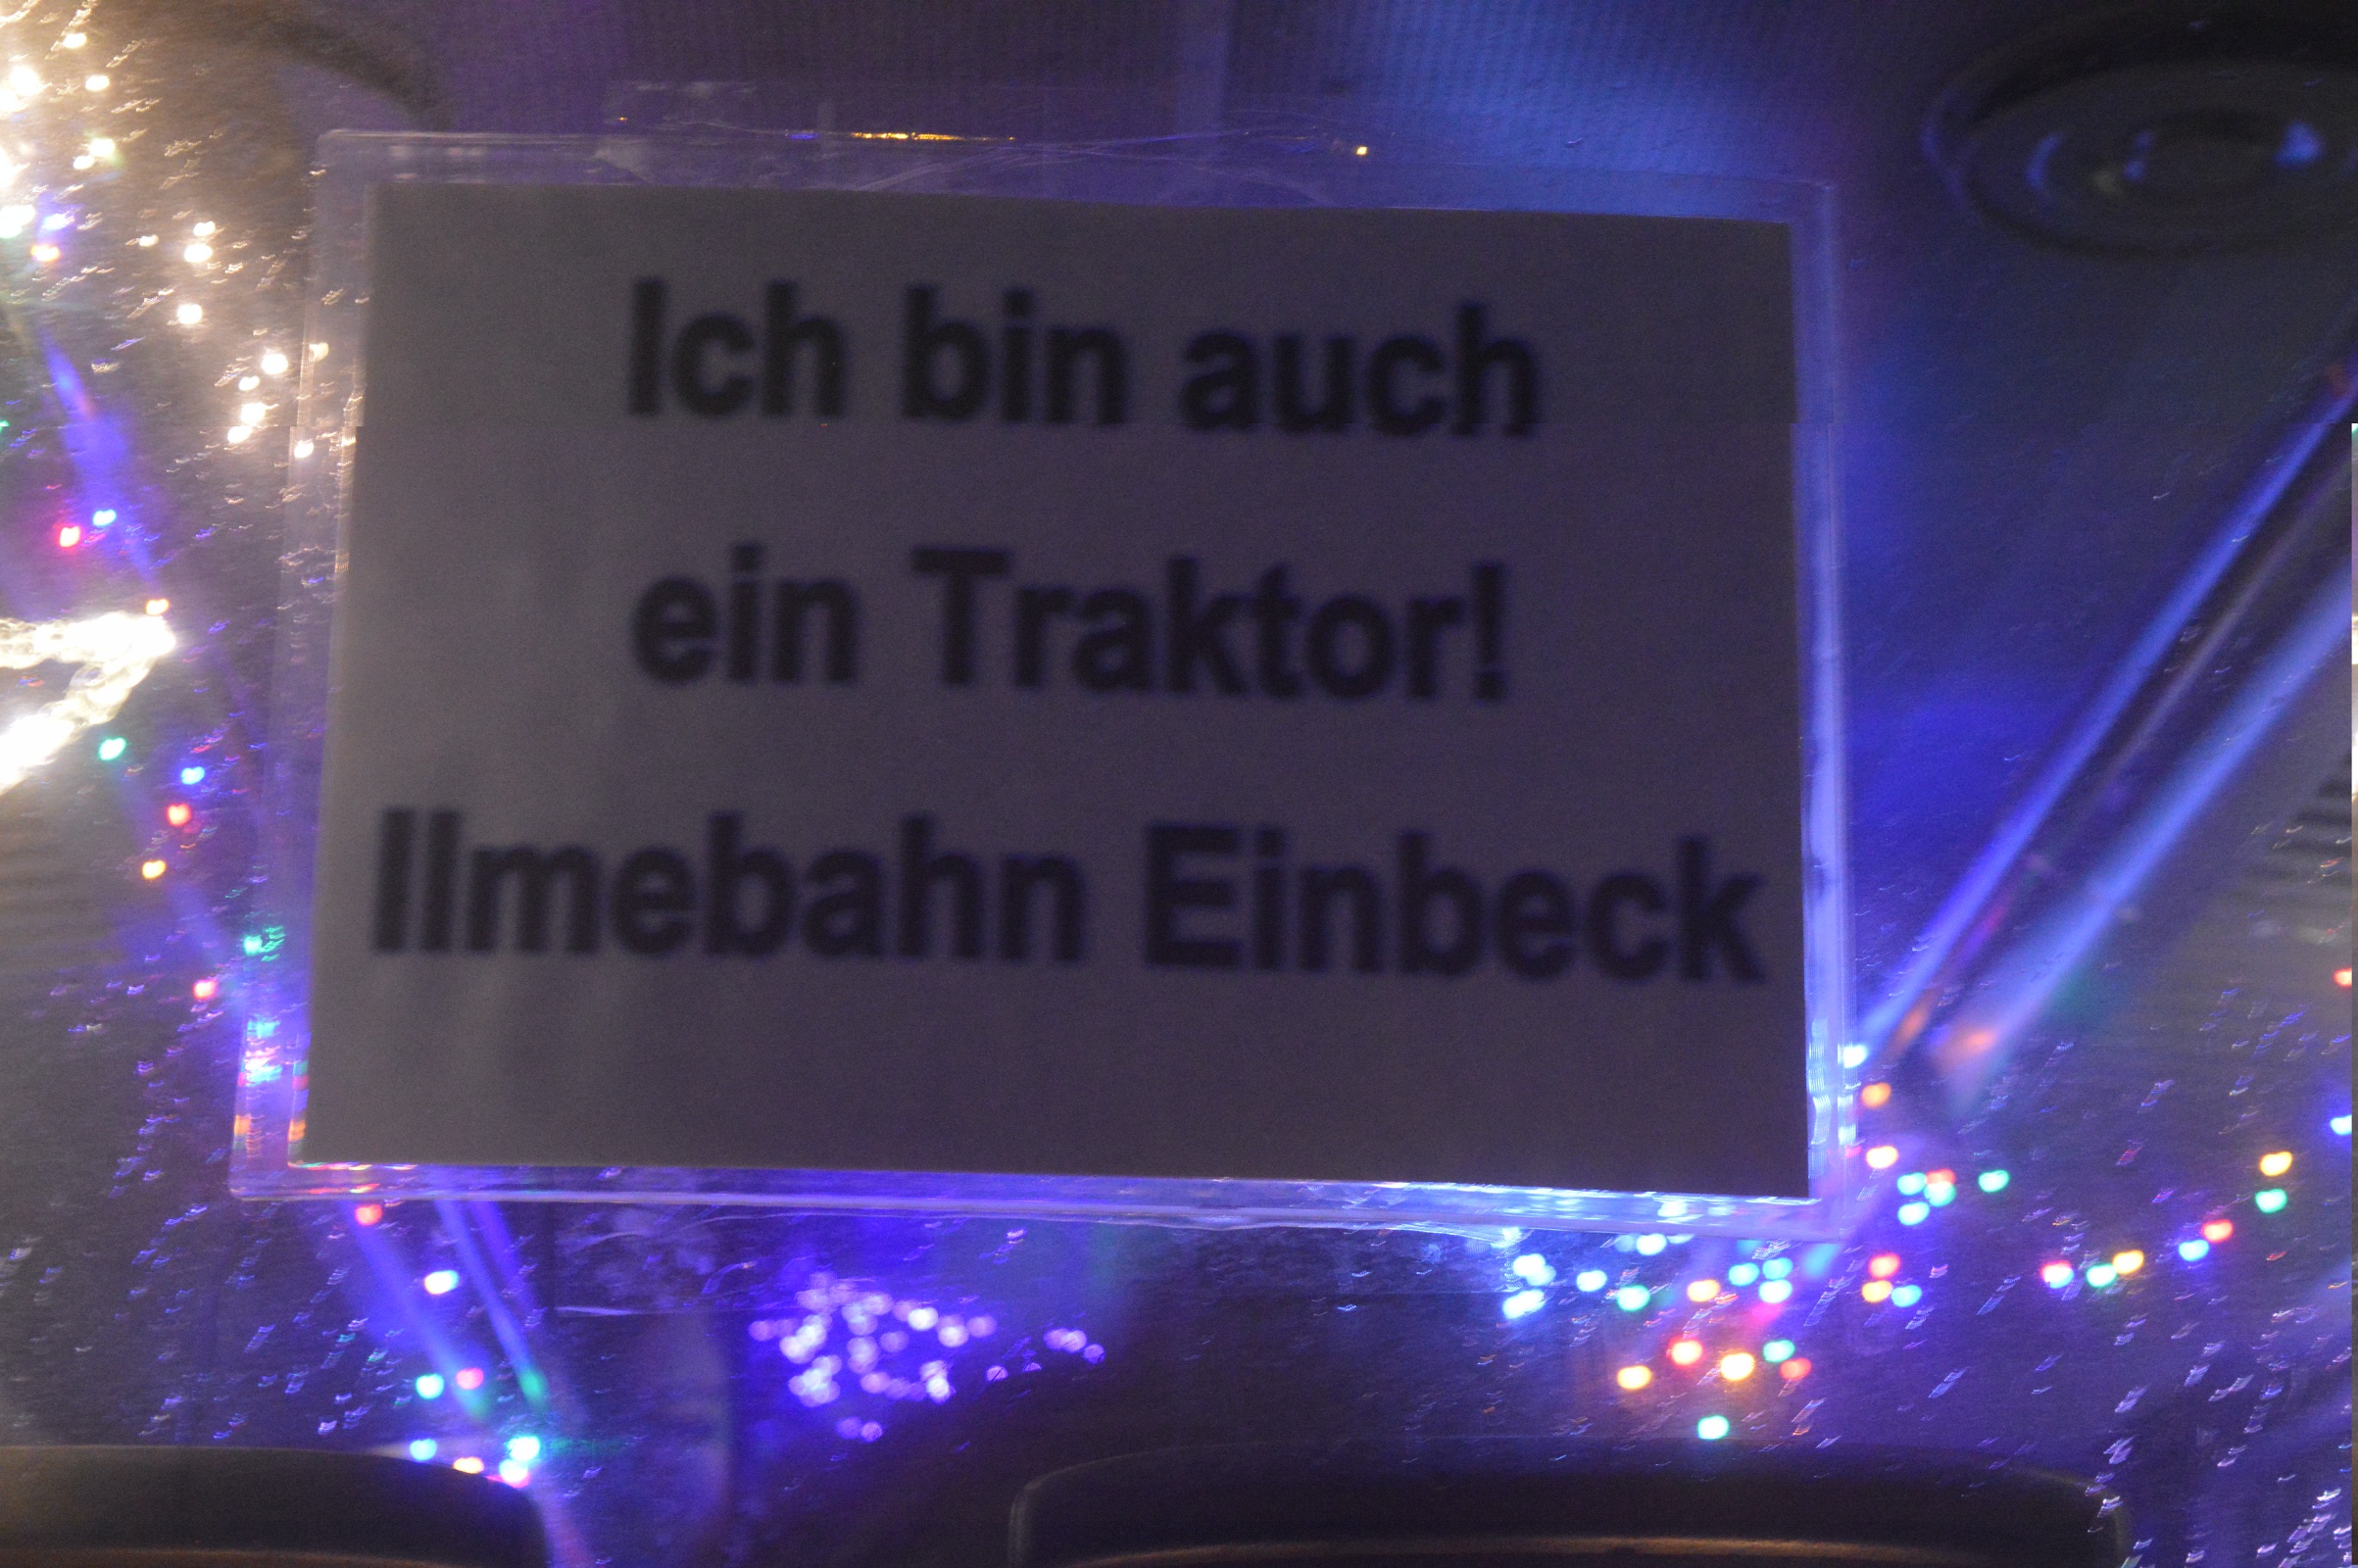 Ich bin auch
ein Traktor!
Ilmebahn Einbeck